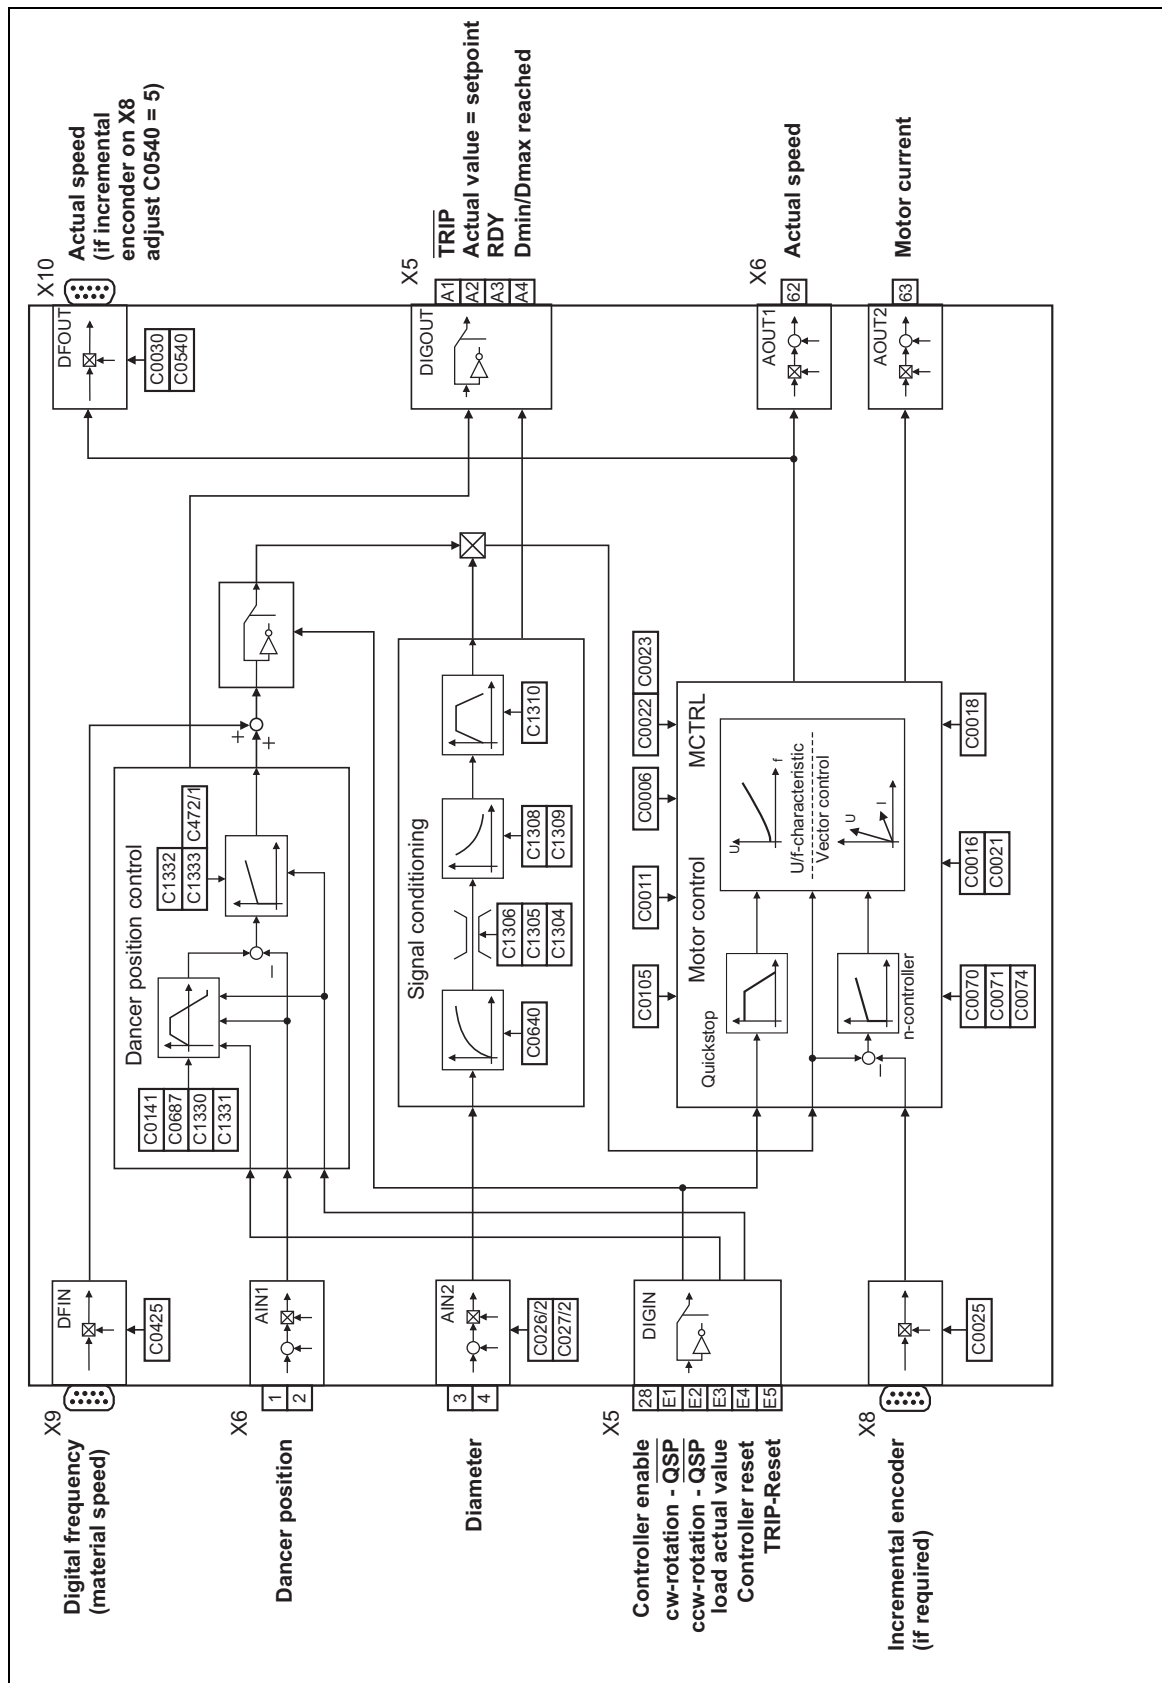 X9
Digital frequency
(material speed)
DFIN
C0425
X6
Dancer position
1
2
AIN1
Diameter
3
4
AIN2
C026/2
C027/2
X5
Controller enable
cw-rotation - QSP
ccw-rotation - QSP
load actual value
Controller reset
TRIP-Reset
28
E1
E2
E3
E4
E5
DIGIN
X8
Incremental encoder
(if required)
C0025
Dancer position control
C0141
C0687
C1330
C1331
C1332
C1333
C472/1
−
+
+
Signal conditioning
C0640
C1306
C1305
C1304
C1308
C1309
C1310
Motor control
MCTRL
C0105
C0011
C0006
C0022
C0023
Quickstop
n-controller
−
U
f
U/f-characteristic
Vector control
U
I
C0070
C0071
C0074
C0016
C0021
C0018
X10
Actual speed
(if incremental
enconder on X8
adjust C0540 = 5)
DFOUT
C0030
C0540
X5
TRIP
Actual value = setpoint
RDY
Dmin/Dmax reached
A1
A2
A3
A4
DIGOUT
X6
Actual speed
62
AOUT1
Motor current
63
AOUT2